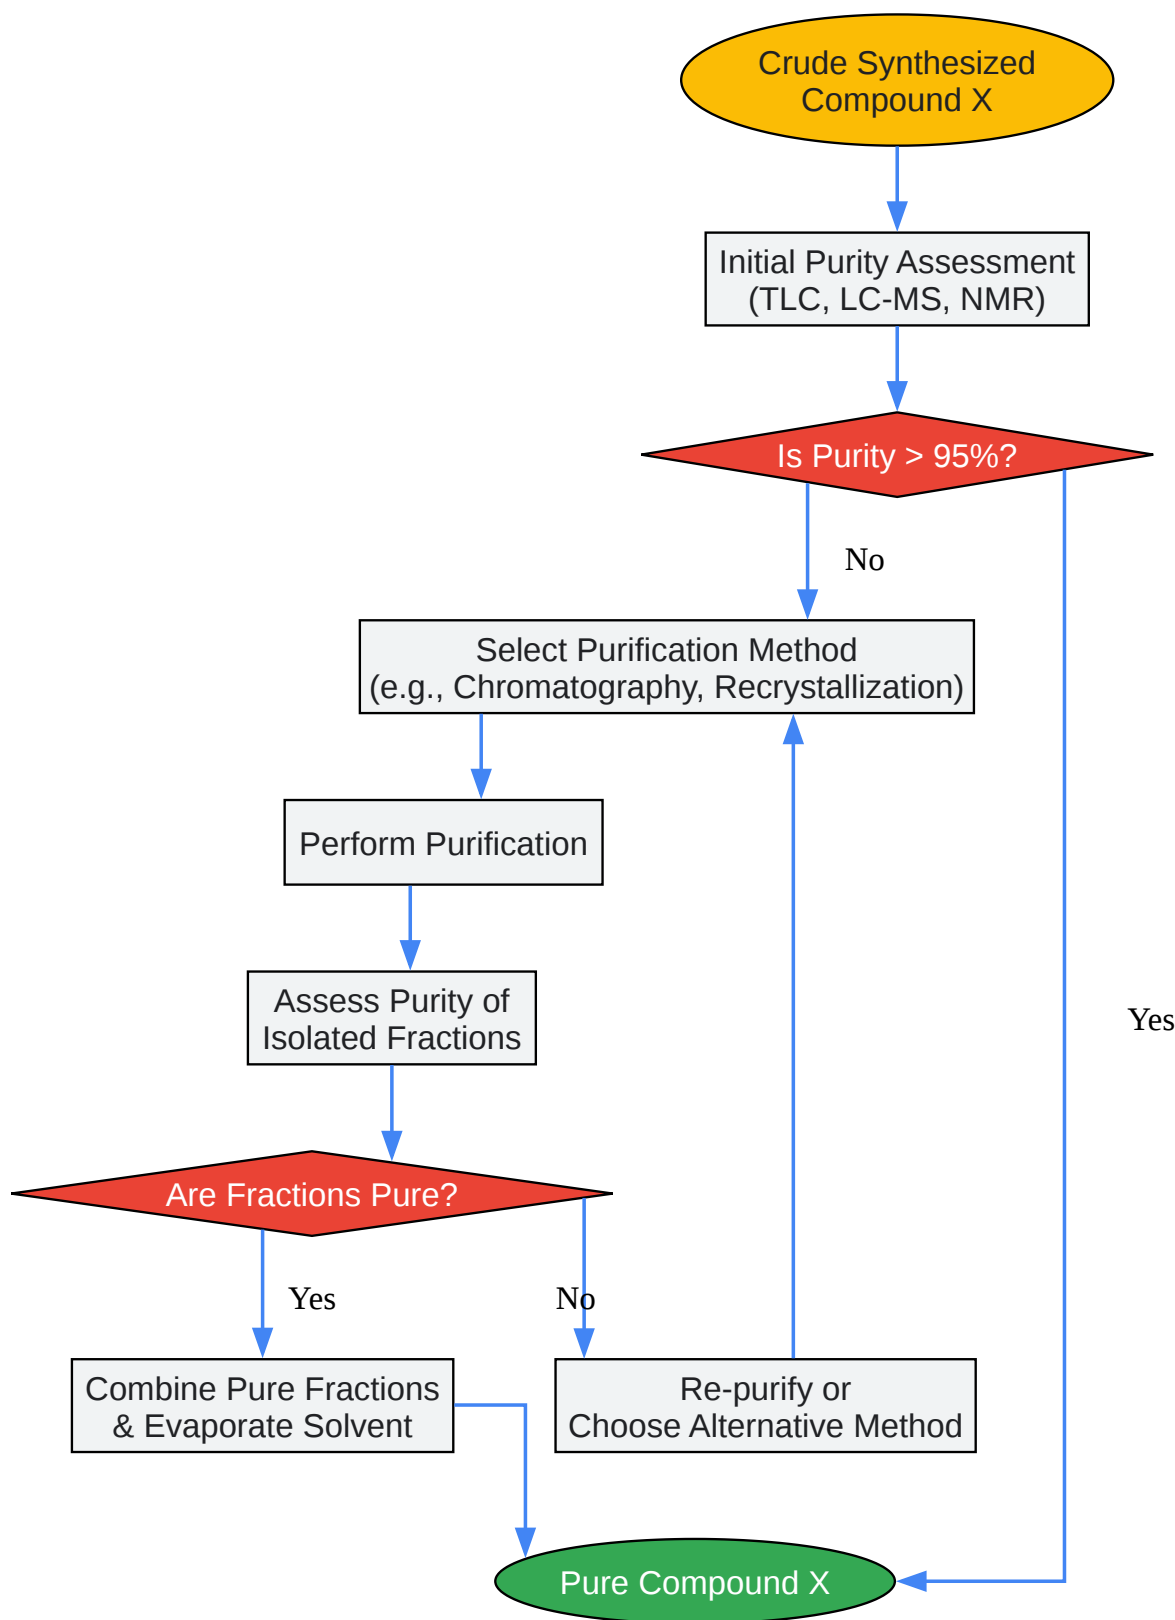 Crude Synthesized
Compound X
Initial Purity Assessment
(TLC, LC-MS, NMR)
Is Purity > 95%?
No
Select Purification Method
(e.g., Chromatography, Recrystallization)
Perform Purification
Assess Purity of
Isolated Fractions
Yes
Are Fractions Pure?
Yes
No
Combine Pure Fractions
& Evaporate Solvent
Re-purify or
Choose Alternative Method
Pure Compound X